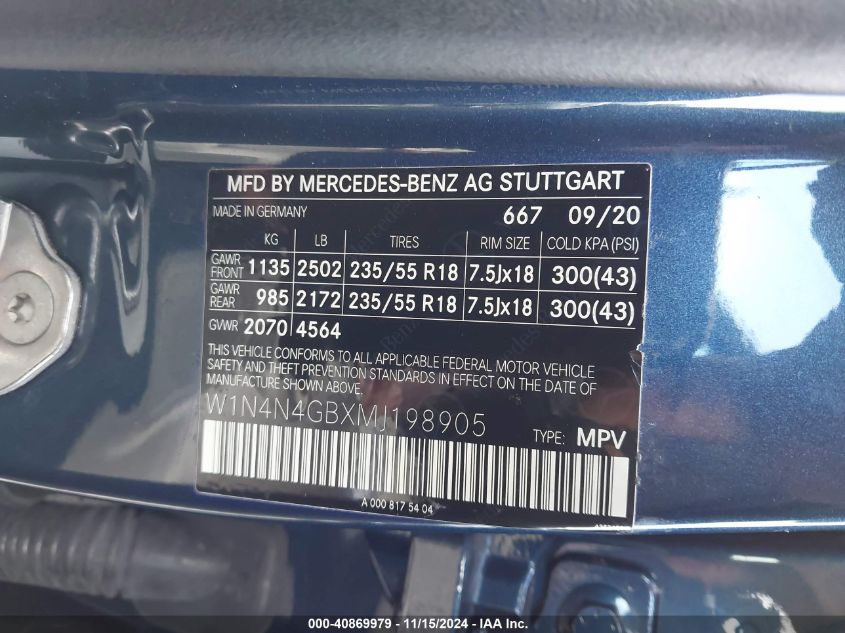 MFD BY MERCEDES-BENZ AG STUTTGART
MADE IN GERMANY 667 09/20
KG LB TIRES RIM SIZE COLD KPA (PSI)
GAWR FRONT 1135 2502 235/55 R18 7.5Jx18 300(43)
GAWR REAR 985 2172 235/55 R18 7.5Jx18 300(43)
GVWR 2070 4564
THIS VEHICLE CONFORMS TO ALL APPLICABLE FEDERAL MOTOR VEHICLE
SAFETY AND THEFT PREVENTION STANDARDS IN EFFECT ON THE DATE OF
MANUFACTURE SHOWN ABOVE.
W1N4N4GBXMJ198905
TYPE: MPV
A 000 817 54 04
000-40869979 - 11/15/2024 - IAA Inc.